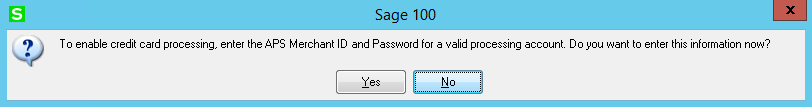 S
Sage 100
x
? To enable credit card processing, enter the APS Merchant ID and Password for a valid processing account. Do you want to enter this information now?
Yes No